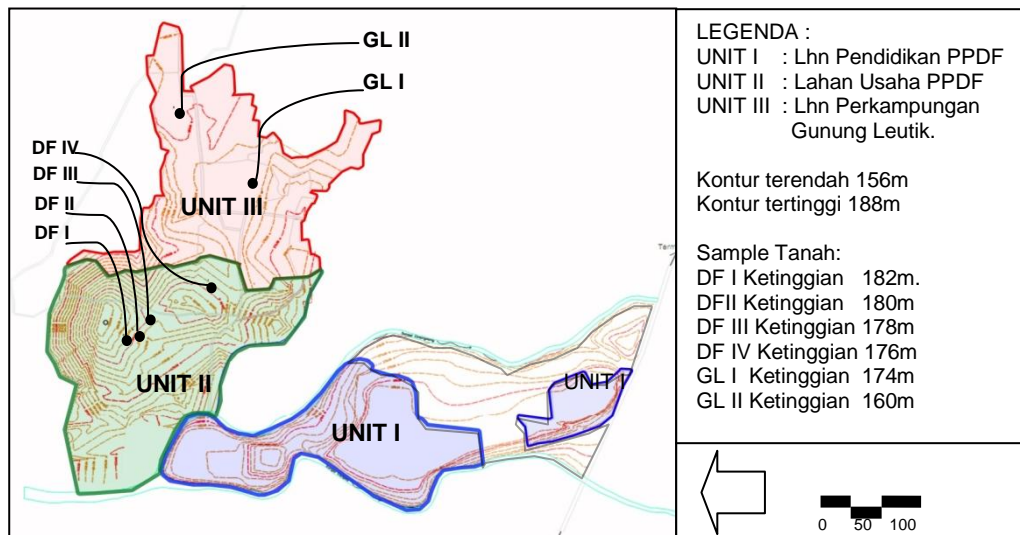 GL II
GL I
DF IV
DF III
DF II
DF I
UNIT III
UNIT II
UNIT I
UNIT I
LEGENDA :
UNIT I : Lhn Pendidikan PPDF
UNIT II : Lahan Usaha PPDF
UNIT III : Lhn Perkampungan
Gunung Leutik.
Kontur terendah 156m
Kontur tertinggi 188m
Sample Tanah:
DF I Ketinggian 182m.
DFII Ketinggian 180m
DF III Ketinggian 178m
DF IV Ketinggian 176m
GL I Ketinggian 174m
GL II Ketinggian 160m
0 50 100